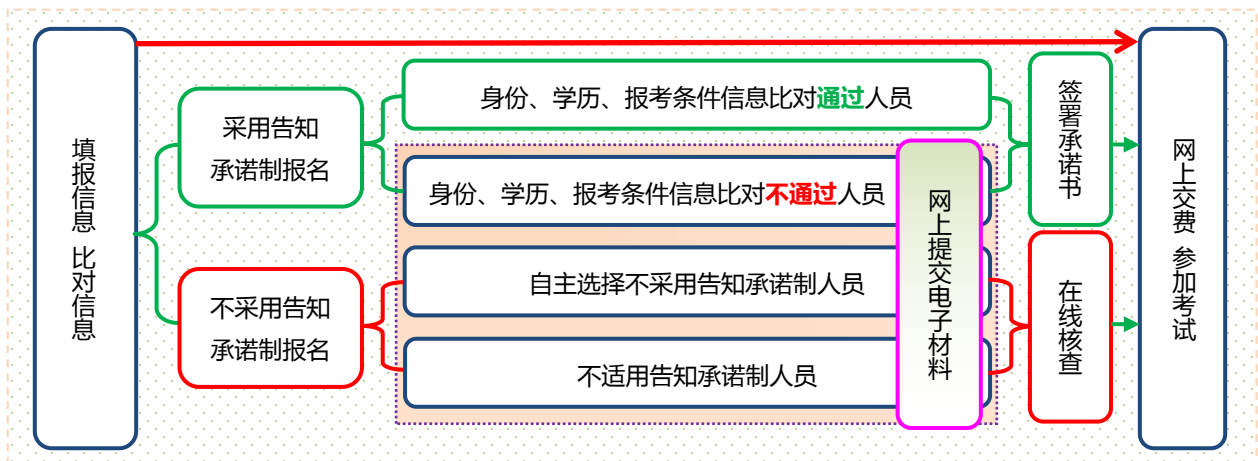 填报信息 比对信息
采用告知
承诺制报名
不采用告知
承诺制报名
身份、学历、报考条件信息比对通过人员
身份、学历、报考条件信息比对不通过人员
自主选择不采用告知承诺制人员
不适用告知承诺制人员
网上提交电子材料
签署承诺书
在线核查
网上交费 参加考试